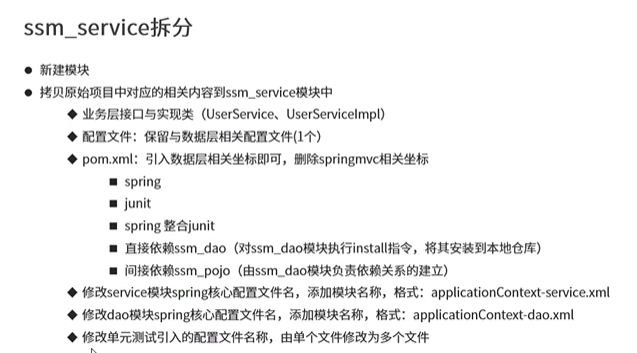 ssm_service拆分
● 新建模块
● 拷贝原始项目中对应的相关内容到ssm_service模块中
◆ 业务层接口与实现类（UserService、UserServiceImpl）
◆ 配置文件：保留与数据层相关配置文件(1个）
◆ pom.xml：引入数据层相关坐标即可，删除springmvc相关坐标
■ spring
■ junit
■ spring 整合junit
■ 直接依赖ssm_dao（对ssm_dao模块执行install指令，将其安装到本地仓库）
■ 间接依赖ssm_pojo（由ssm_dao模块负责依赖关系的建立）
◆ 修改service模块spring核心配置文件名，添加模块名称，格式：applicationContext-service.xml
◆ 修改dao模块spring核心配置文件名，添加模块名称，格式：applicationContext-dao.xml
◆ 修改单元测试引入的配置文件名称，由单个文件修改为多个文件